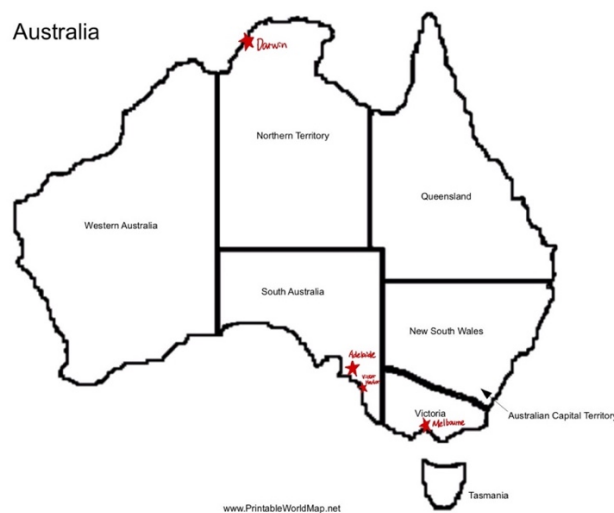 Australia
Darwin
Northern Territory
Queensland
Western Australia
South Australia
New South Wales
Adelaide
Victoria
Melbourne
Australian Capital Territory
Tasmania
www.PrintableWorldMap.net